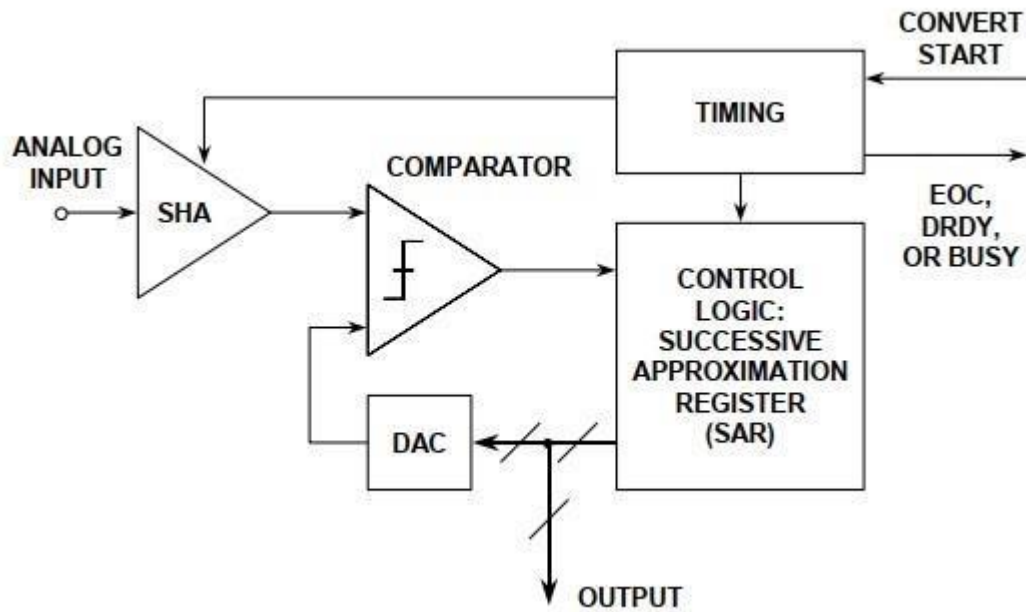 CONVERT
START
TIMING
ANALOG
INPUT
COMPARATOR
SHA
EOC,
DRDY,
OR BUSY
CONTROL
LOGIC:
SUCCESSIVE
APPROXIMATION
REGISTER
(SAR)
DAC
OUTPUT